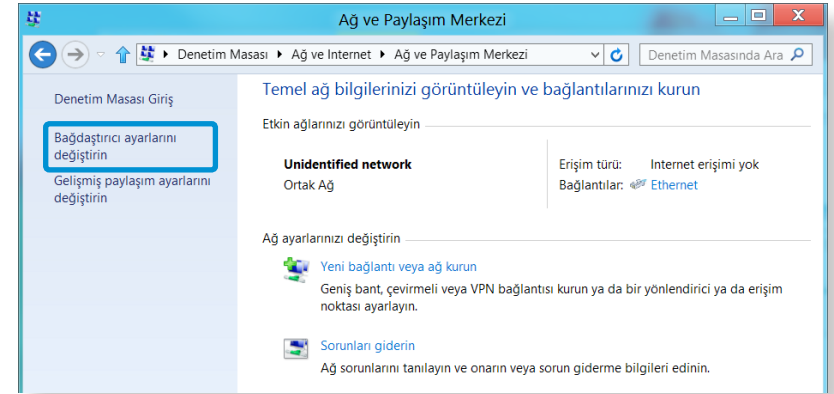 Ağ ve Paylaşım Merkezi
Denetim Masası Ağ ve Internet Ağ ve Paylaşım Merkezi Denetim Masasında Ara
Denetim Masası Giriş
Bağdaştırıcı ayarlarını
değiştirin
Gelişmiş paylaşım ayarlarını
değiştirin
Temel ağ bilgilerinizi görüntüleyin ve bağlantılarınızı kurun
Etkin ağlarınızı görüntüleyin
Unidentified network
Ortak Ağ
Erişim türü: Internet erişimi yok
Bağlantılar: Ethernet
Ağ ayarlarınızı değiştirin
Yeni bağlantı veya ağ kurun
Geniş bant, çevirmeli veya VPN bağlantısı kurun ya da bir yönlendirici ya da erişim
noktası ayarlayın.
Sorunları giderin
Ağ sorunlarını tanılayın ve onarın veya sorun giderme bilgileri edinin.